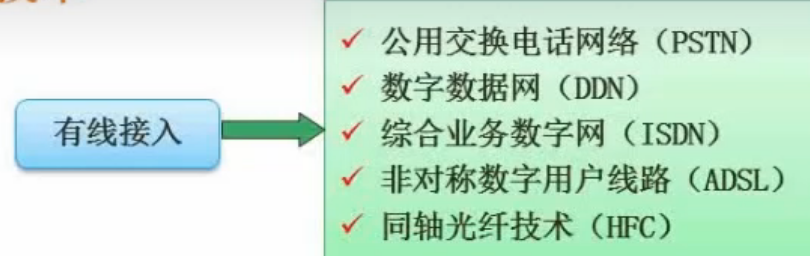 有线接入
公用交换电话网络（PSTN）
数字数据网（DDN）
综合业务数字网（ISDN）
非对称数字用户线路（ADSL）
同轴光纤技术（HFC）